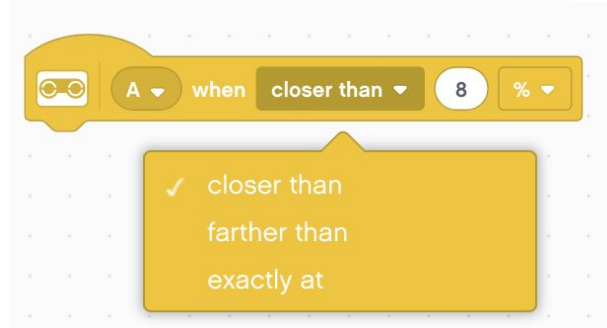 A when closer than 8 %
closer than
farther than
exactly at